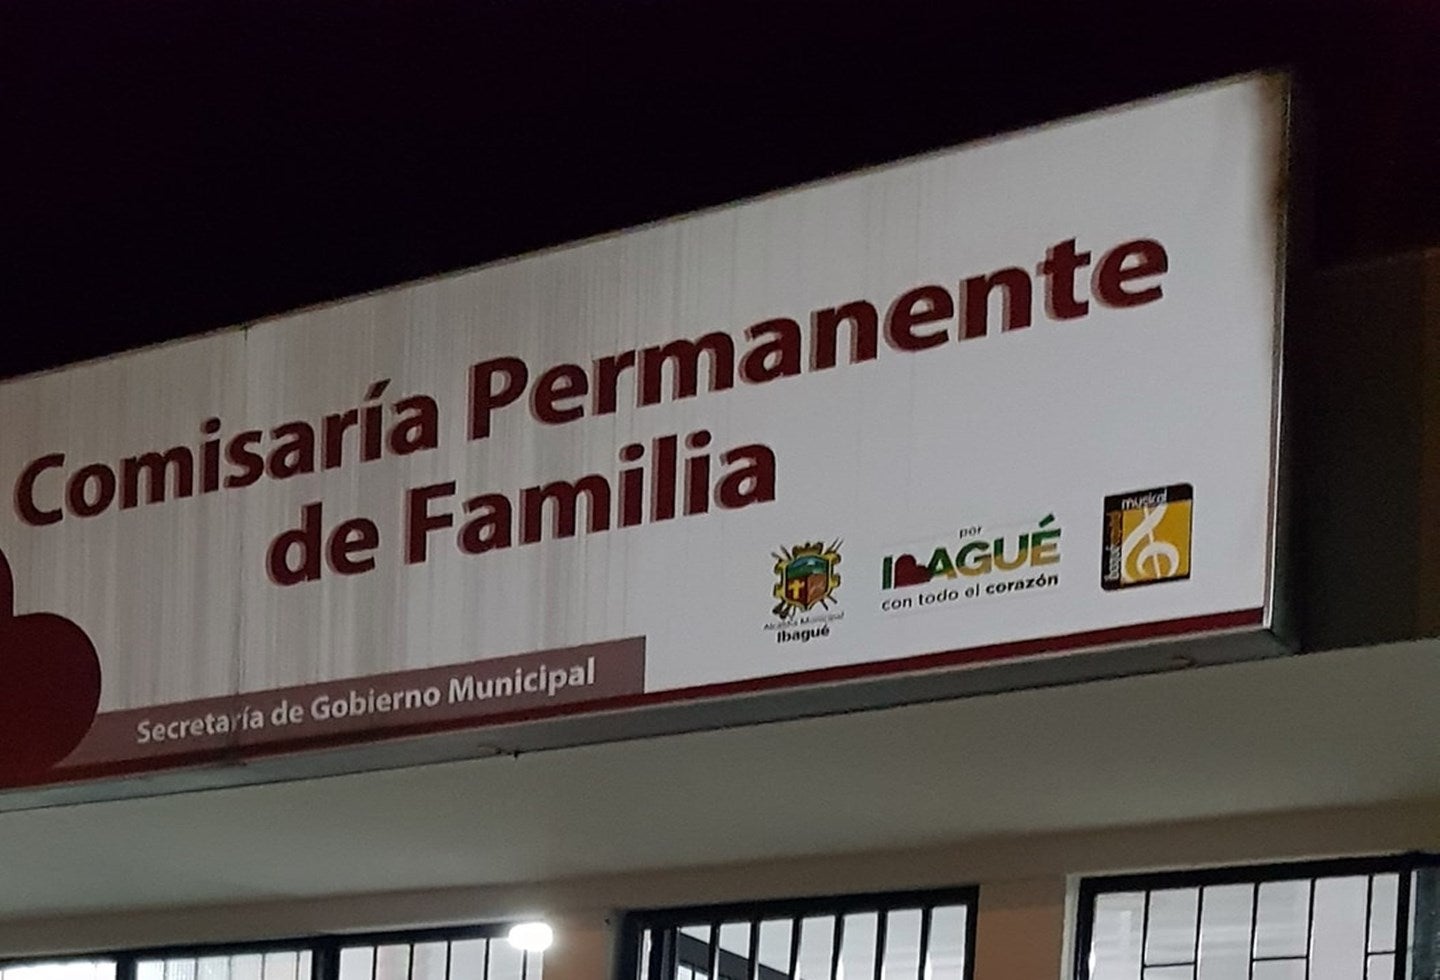 Comisaría Permanente
de Familia
Secretaría de Gobierno Municipal
Alcaldía Municipal
Ibagué
por
IBAGUÉ
con todo el corazón
musical